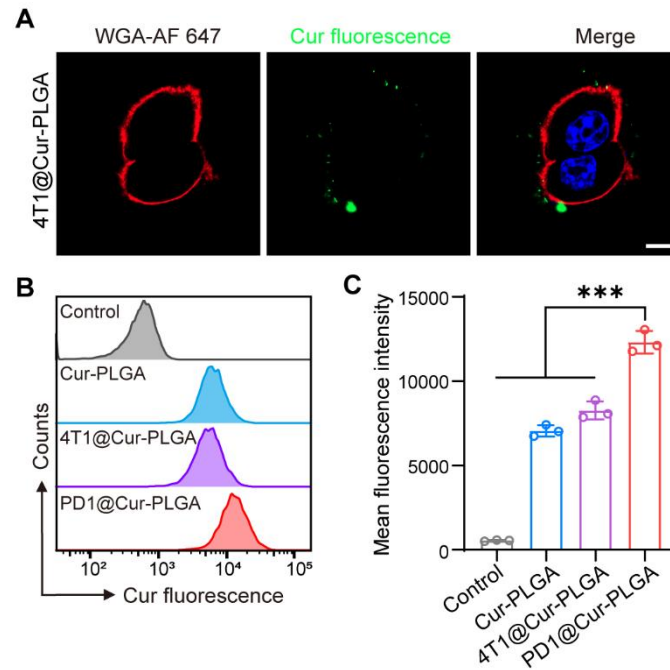 A
WGA-AF 647
Cur fluorescence
Merge
4T1@Cur-PLGA
B
Control
Cur-PLGA
4T1@Cur-PLGA
PD1@Cur-PLGA
Counts
10²
10³
10⁴
10⁵
Cur fluorescence
C
***
Mean fluorescence intensity
15000
10000
5000
0
Control
Cur-PLGA
4T1@Cur-PLGA
PD1@Cur-PLGA